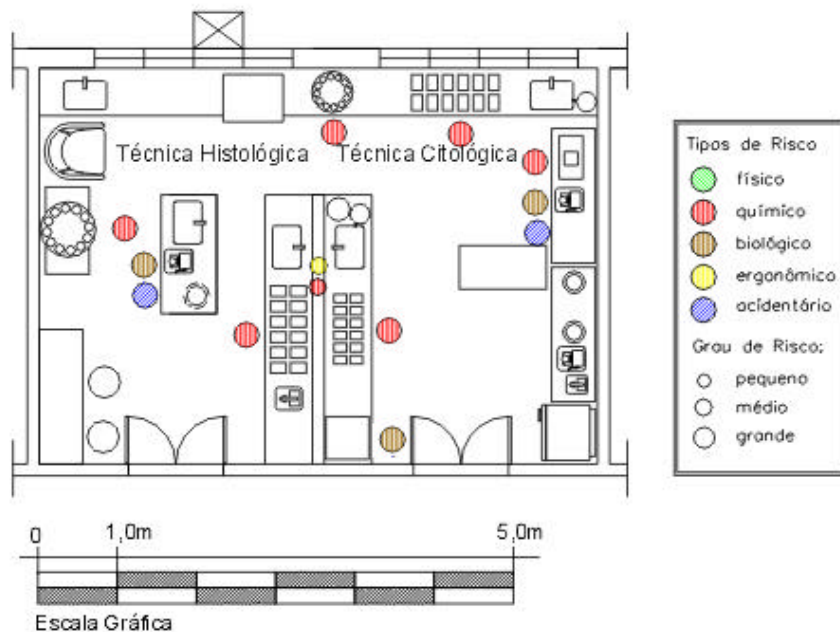 Técnica Histológica
Técnica Citológica
Tipos de Risco
físico
químico
biológico
ergonômico
acidentário
Grau de Risco:
pequeno
médio
grande
0 1,0m 5,0m
Escala Gráfica